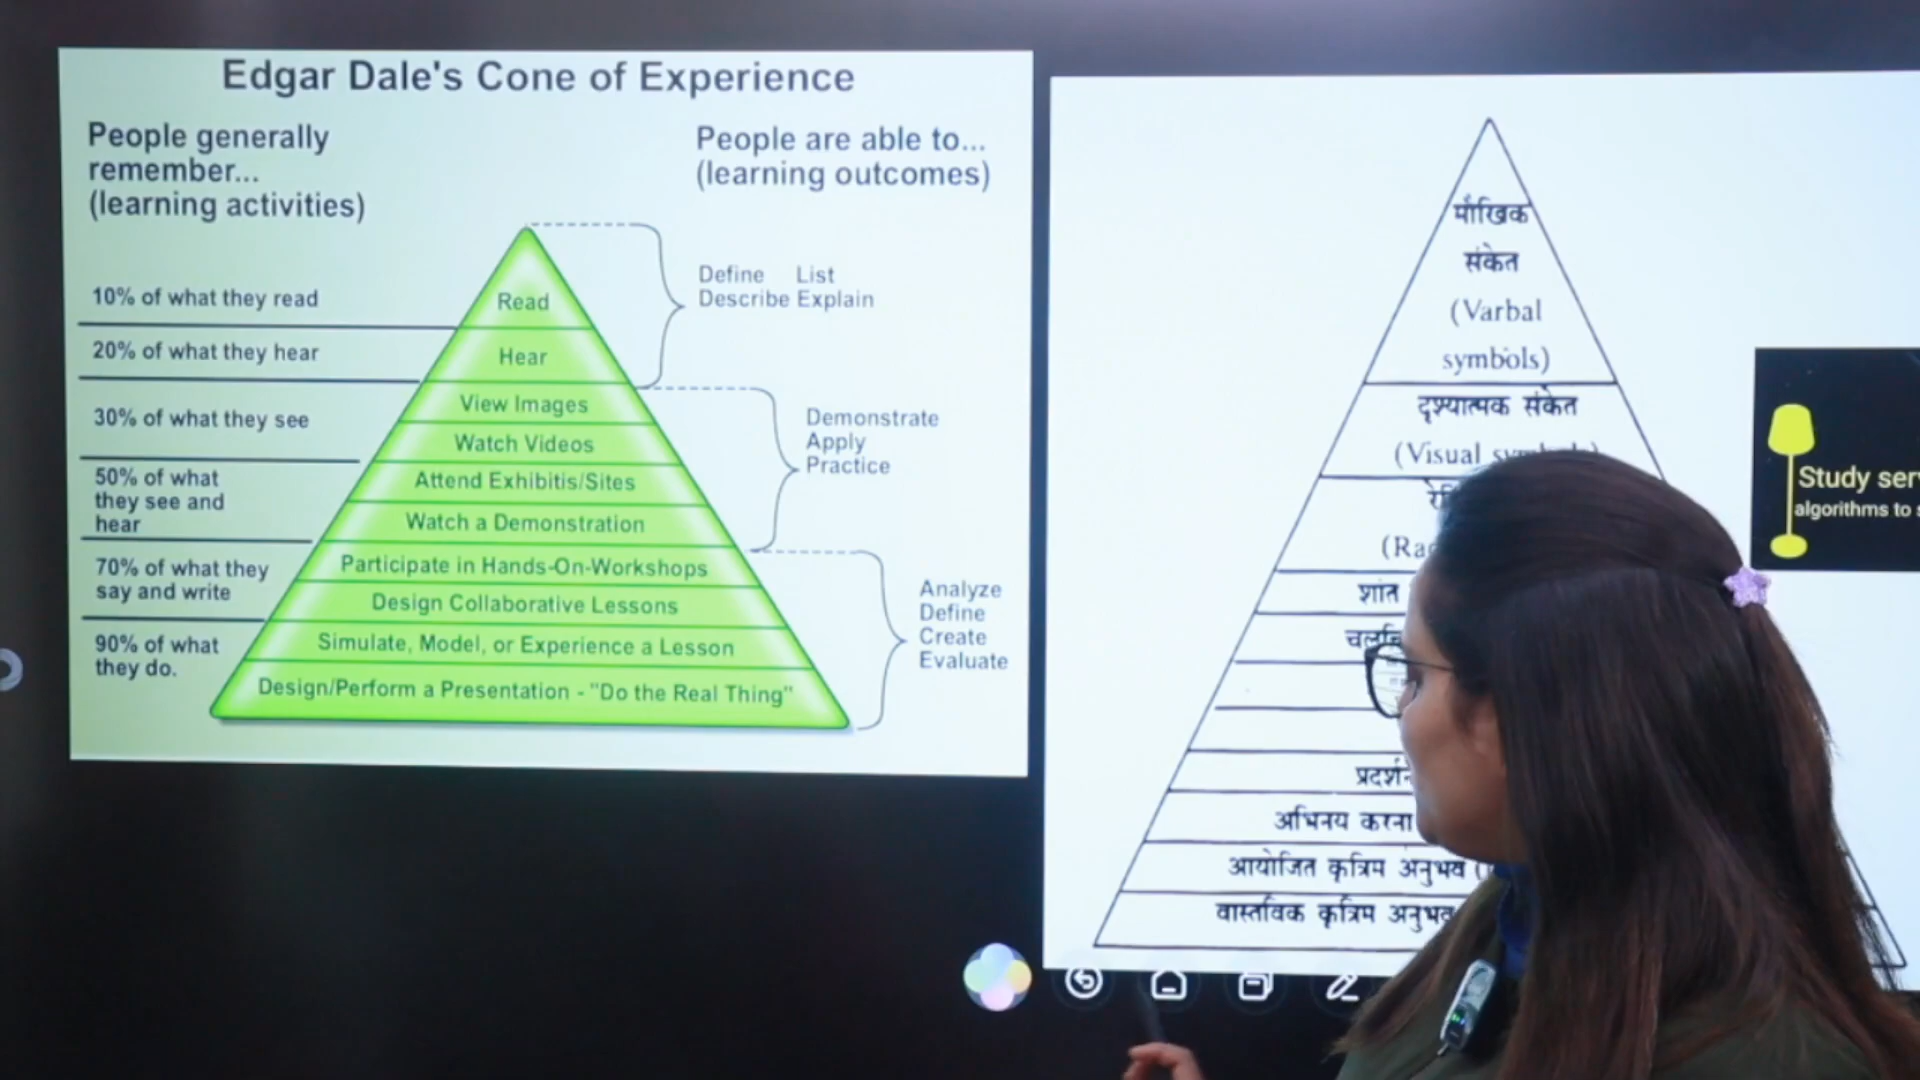 Edgar Dale's Cone of Experience
People generally
remember...
(learning activities)
People are able to...
(learning outcomes)
10% of what they read
20% of what they hear
30% of what they see
50% of what
they see and
hear
70% of what they
say and write
90% of what
they do.
Read
Hear
View Images
Watch Videos
Attend Exhibitis/Sites
Watch a Demonstration
Participate in Hands-On-Workshops
Design Collaborative Lessons
Simulate, Model, or Experience a Lesson
Design/Perform a Presentation - "Do the Real Thing"
Define List
Describe Explain
Demonstrate
Apply
Practice
Analyze
Define
Create
Evaluate
मौखिक
संकेत
(Varbal
symbols)
दृश्यात्मक संकेत
(Visual
शांत
अभिनय करना
आयोजित कृत्रिम अनुभव
वास्तविक कृत्रिम अनुभव
Study
algorithms to